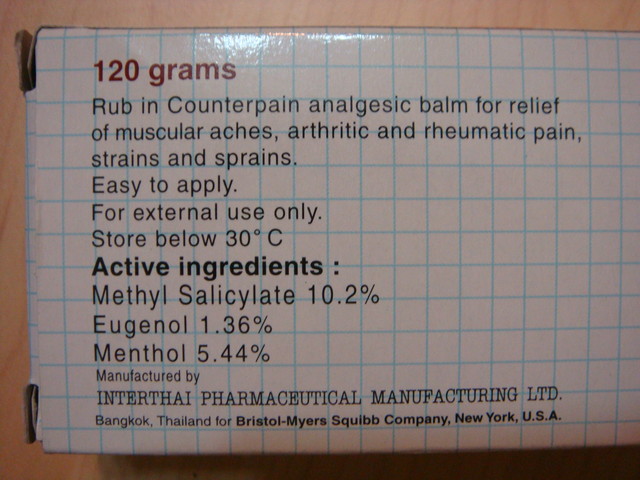 120 grams
Rub in Counterpain analgesic balm for relief
of muscular aches, arthritic and rheumatic pain,
strains and sprains.
Easy to apply.
For external use only.
Store below 30° C
Active ingredients :
Methyl Salicylate 10.2%
Eugenol 1.36%
Menthol 5.44%
Manufactured by
INTERTHAI PHARMACEUTICAL MANUFACTURING LTD.
Bangkok, Thailand for Bristol-Myers Squibb Company, New York, U.S.A.